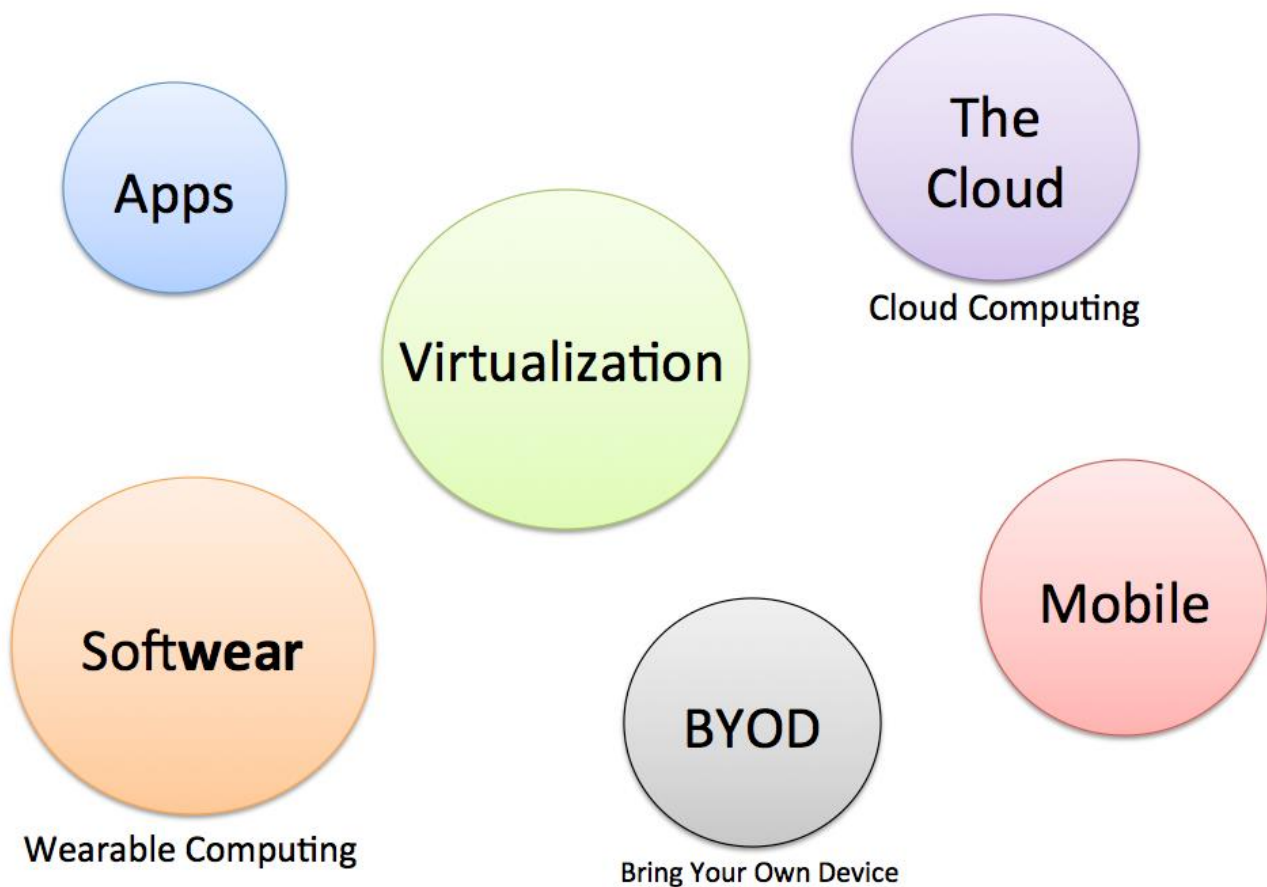 Apps
The
Cloud
Cloud Computing
Virtualization
Softwear
Wearable Computing
BYOD
Bring Your Own Device
Mobile